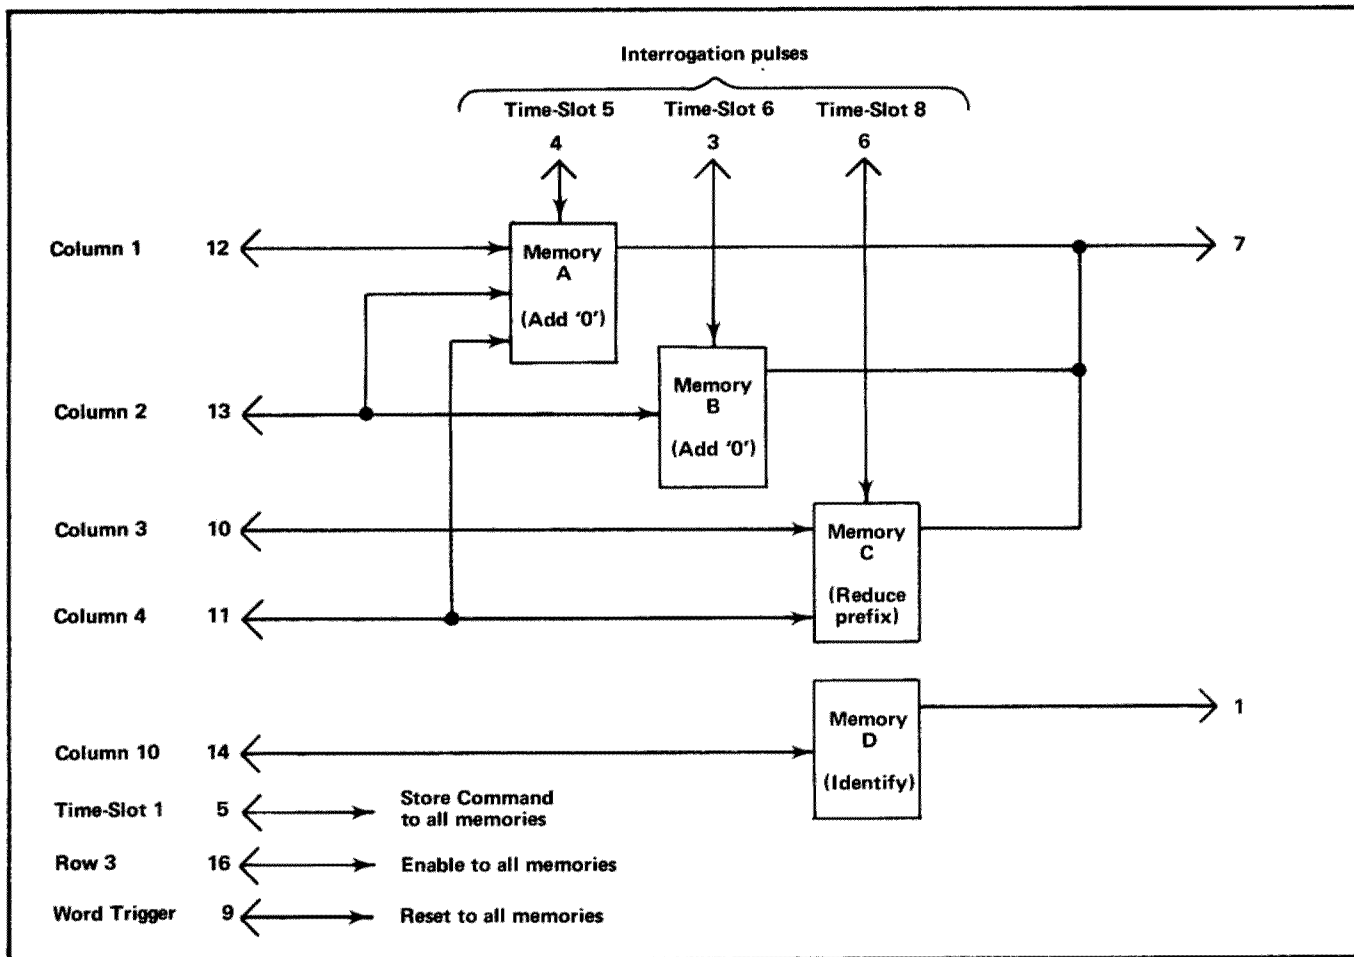 Interrogation pulses
Time-Slot 5 Time-Slot 6 Time-Slot 8
4 3 6
Column 1 12
Memory
A
(Add '0')
7
Column 2 13
Memory
B
(Add '0')
Column 3 10
Column 4 11
Memory
C
(Reduce
prefix)
Memory
D
(Identify)
1
Column 10 14
Time-Slot 1 5 Store Command
to all memories
Row 3 16 Enable to all memories
Word Trigger 9 Reset to all memories